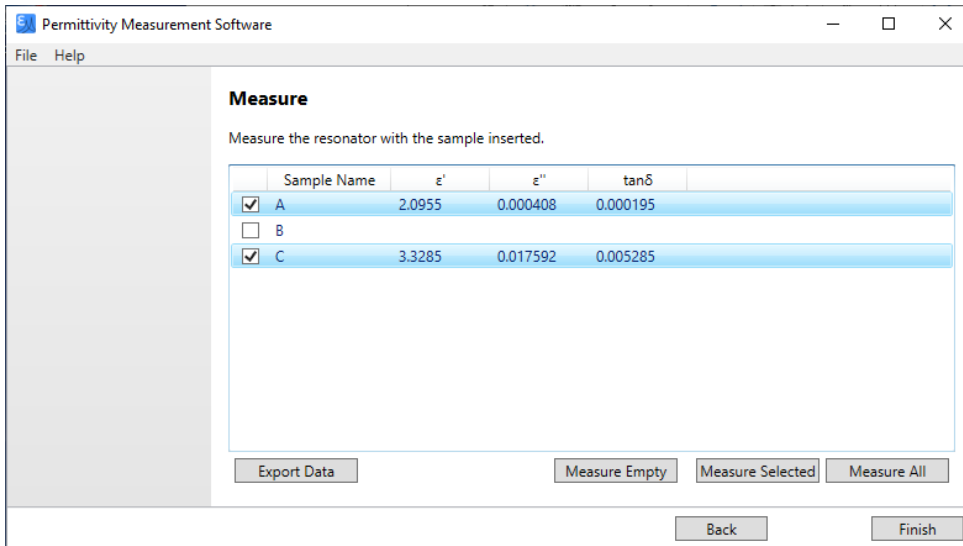 Permittivity Measurement Software
File Help
Measure
Measure the resonator with the sample inserted.
Sample Name ε' ε" tanδ
A 2.0955 0.000408 0.000195
B
C 3.3285 0.017592 0.005285
Export Data Measure Empty Measure Selected Measure All
Back Finish